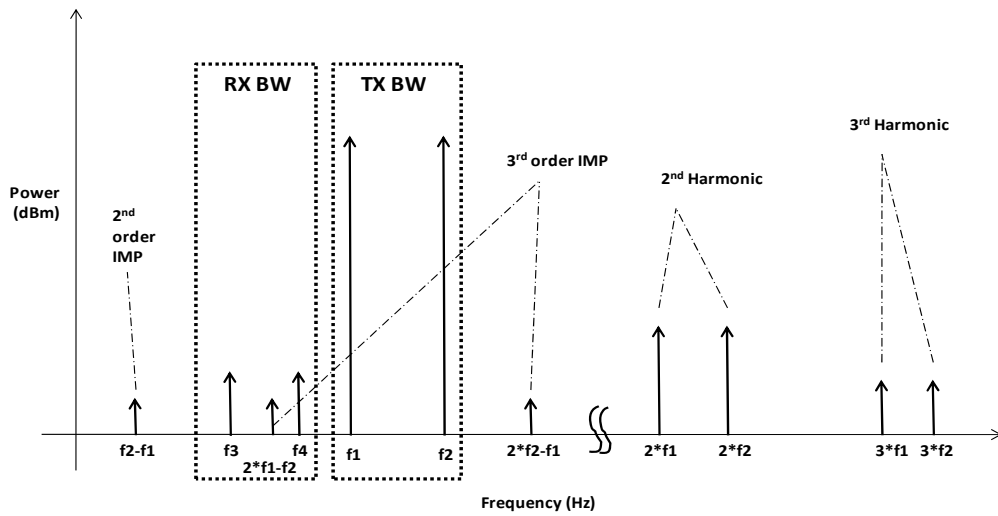 RX BW
TX BW
3rd Harmonic
3rd order IMP
2nd Harmonic
Power
(dBm)
2nd
order
IMP
f2-f1
f3
2*f1-f2
f4
f1
f2
2*f2-f1
2*f1
2*f2
3*f1
3*f2
Frequency (Hz)